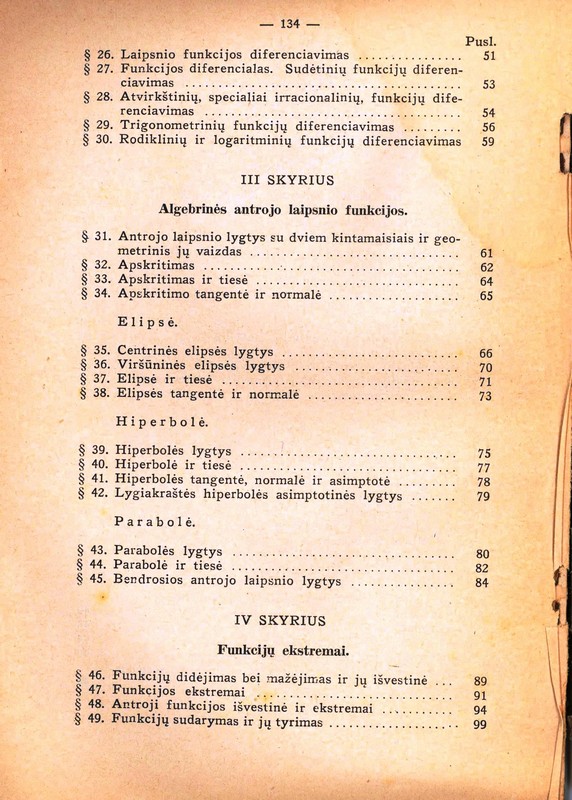 — 134 —
Pusl.
§ 26. Laipsnio funkcijos diferenciavimas ................ 51
§ 27. Funkcijos diferencialas. Sudėtinių funkcijų diferen-
ciavimas .......................................... 53
§ 28. Atvirkštinių, specialiai irracionalinių, funkcijų dife-
renciavimas ....................................... 54
§ 29. Trigonometrinių funkcijų diferenciavimas ......... 56
§ 30. Rodiklinių ir logaritminių funkcijų diferenciavimas 59
III SKYRIUS
Algebrinės antrojo laipsnio funkcijos.
§ 31. Antrojo laipsnio lygtys su dviem kintamaisiais ir geo-
metrinis jų vaizdas ................................ 61
§ 32. Apskritimas ....................................... 62
§ 33. Apskritimas ir tiesė ................................ 64
§ 34. Apskritimo tangentė ir normalė .................... 65
Elipsė.
§ 35. Centrinės elipsės lygtys ........................... 66
§ 36. Viršūninės elipsės lygtys .......................... 70
§ 37. Elipsė ir tiesė .................................... 71
§ 38. Elipsės tangentė ir normalė ....................... 73
Hiperbolė.
§ 39. Hiperbolės lygtys ................................. 75
§ 40. Hiperbolė ir tiesė ................................. 77
§ 41. Hiperbolės tangentė, normalė ir asimptotė ......... 78
§ 42. Lygiakraštės hiperbolės asimptotinės lygtys ....... 79
Parabolė.
§ 43. Parabolės lygtys .................................. 80
§ 44. Parabolė ir tiesė .................................. 82
§ 45. Bendrosios antrojo laipsnio lygtys ................ 84
IV SKYRIUS
Funkcijų ekstremai.
§ 46. Funkcijų didėjimas bei mažėjimas ir jų išvestinė ... 89
§ 47. Funkcijos ekstremai ............................... 91
§ 48. Antroji funkcijos išvestinė ir ekstremai ........... 94
§ 49. Funkcijų sudarymas ir jų tyrimas .................. 99